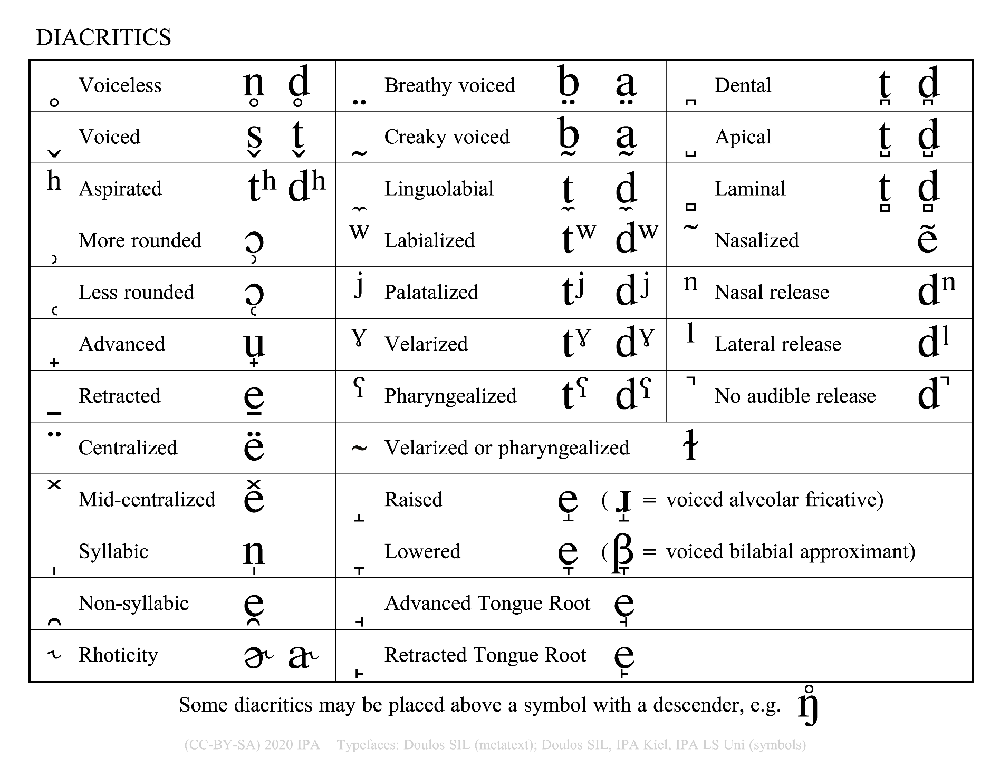 DIACRITICS
◌̥ Voiceless n̥ d̥ ◌̤ Breathy voiced b̤ a̤ ◌̪ Dental t̪ d̪
◌̬ Voiced s̬ t̬ ◌̰ Creaky voiced b̰ a̰ ◌̺ Apical t̺ d̺
ʰ Aspirated tʰ dʰ ◌̼ Linguolabial t̼ d̼ ◌̻ Laminal t̻ d̻
◌̹ More rounded ɔ̹ ʷ Labialized tʷ dʷ ◌̃ Nasalized ẽ
◌̜ Less rounded ɔ̜ ʲ Palatalized tʲ dʲ ⁿ Nasal release dⁿ
◌̟ Advanced u̟ ˠ Velarized tˠ dˠ ˡ Lateral release dˡ
◌̠ Retracted e̠ ˤ Pharyngealized tˤ dˤ ◌̚ No audible release d̚
◌̈ Centralized ë ◌̴ Velarized or pharyngealized ɫ
◌̽ Mid-centralized e̽ ◌̝ Raised e̝ (ɹ̝ = voiced alveolar fricative)
◌̩ Syllabic n̩ ◌̞ Lowered e̞ (β̞ = voiced bilabial approximant)
◌̯ Non-syllabic e̯ ◌̘ Advanced Tongue Root e̘
˞ Rhoticity ə˞ a˞ ◌̙ Retracted Tongue Root e̙
Some diacritics may be placed above a symbol with a descender, e.g. ŋ̊
(CC-BY-SA) 2020 IPA Typefaces: Doulos SIL (metatext); Doulos SIL, IPA Kiel, IPA LS Uni (symbols)